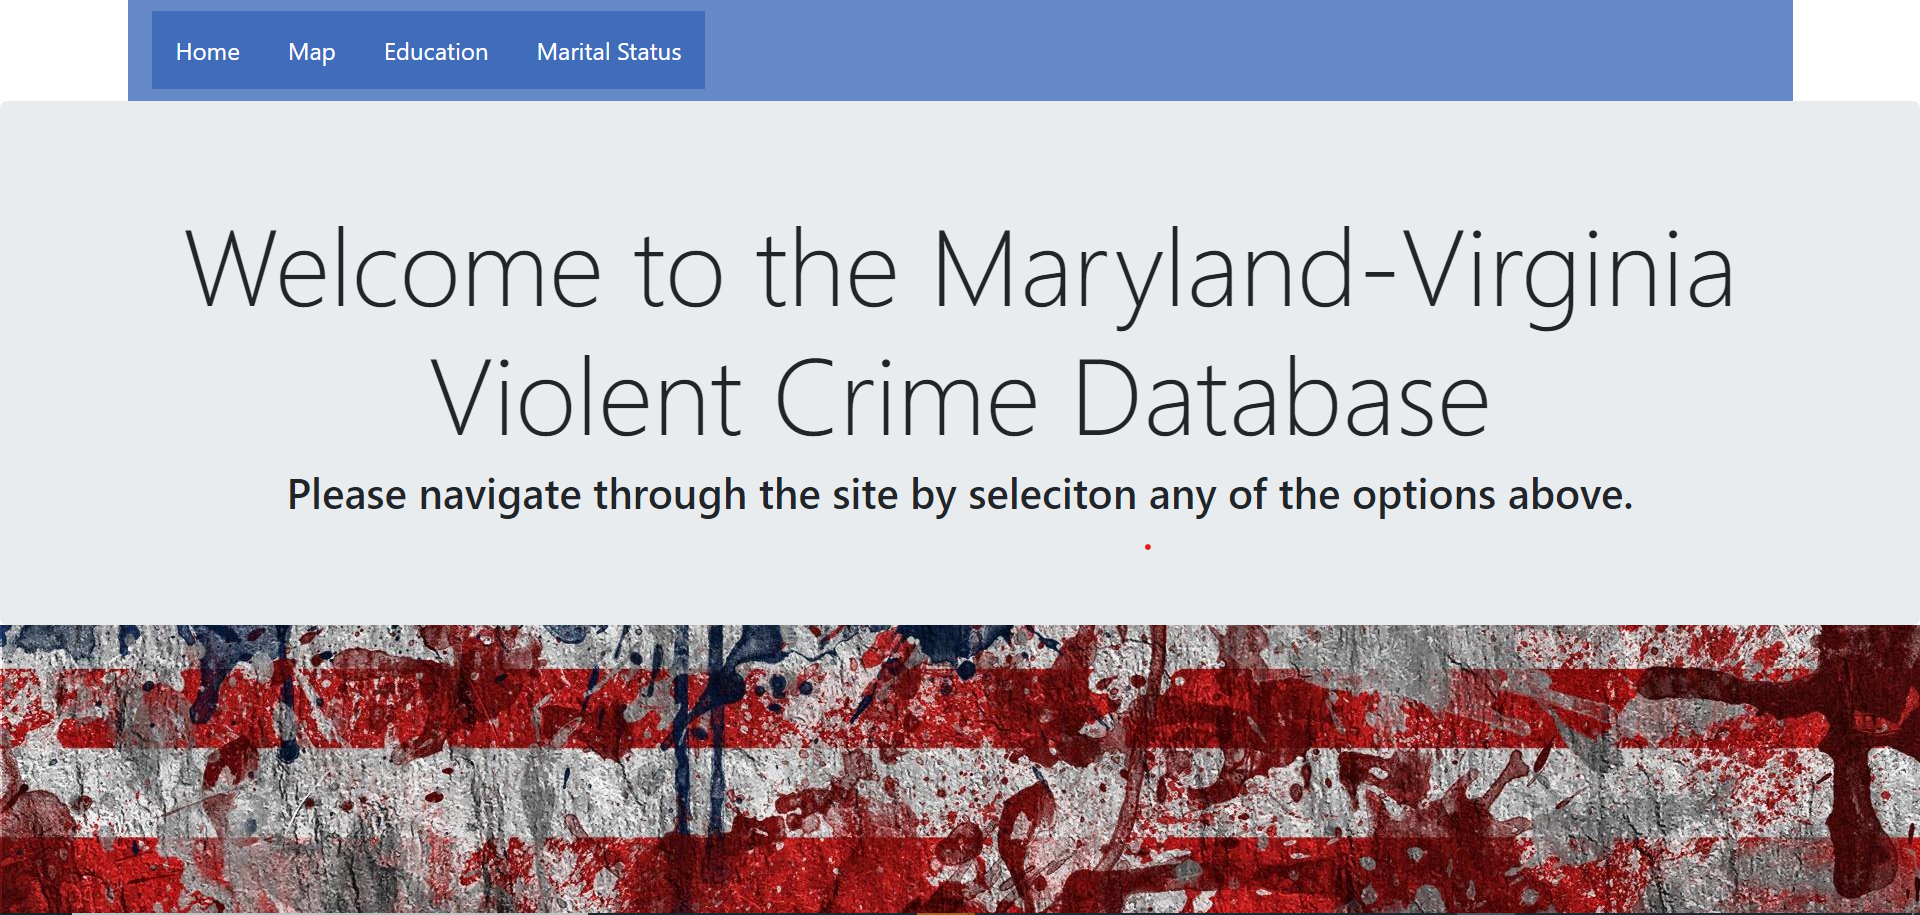 Home Map Education Marital Status
Welcome to the Maryland-Virginia
Violent Crime Database
Please navigate through the site by seleciton any of the options above.